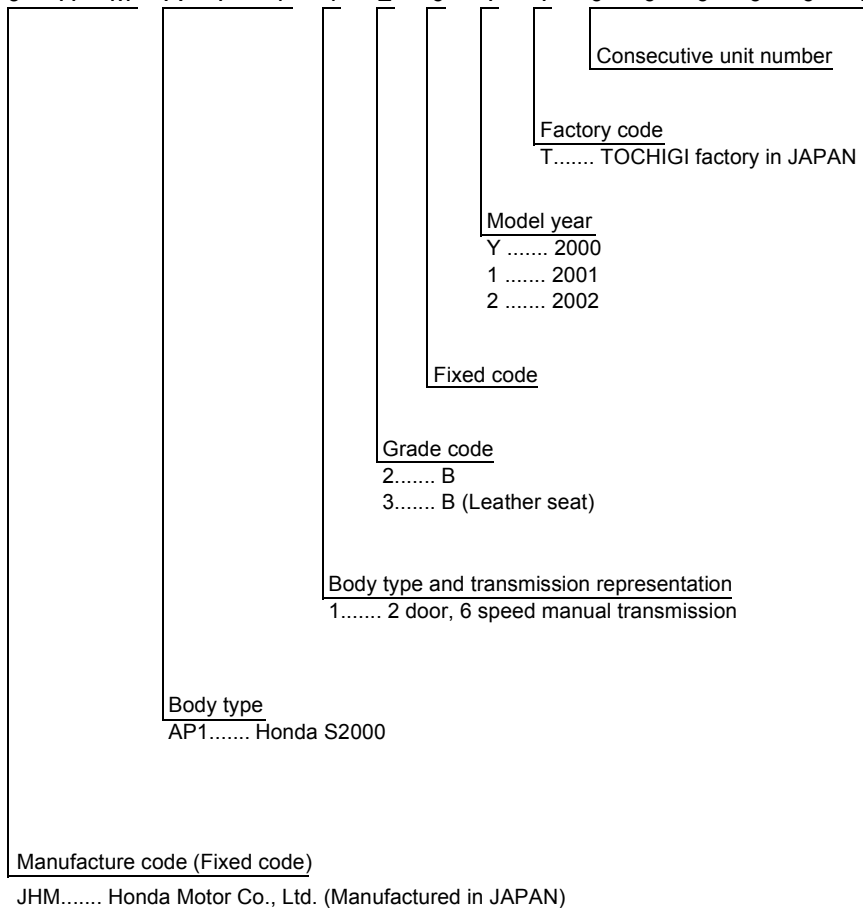 Consecutive unit number
Factory code
T....... TOCHIGI factory in JAPAN
Model year
Y ....... 2000
1 ....... 2001
2 ....... 2002
Fixed code
Grade code
2....... B
3....... B (Leather seat)
Body type and transmission representation
1....... 2 door, 6 speed manual transmission
Body type
AP1....... Honda S2000
Manufacture code (Fixed code)
JHM....... Honda Motor Co., Ltd. (Manufactured in JAPAN)